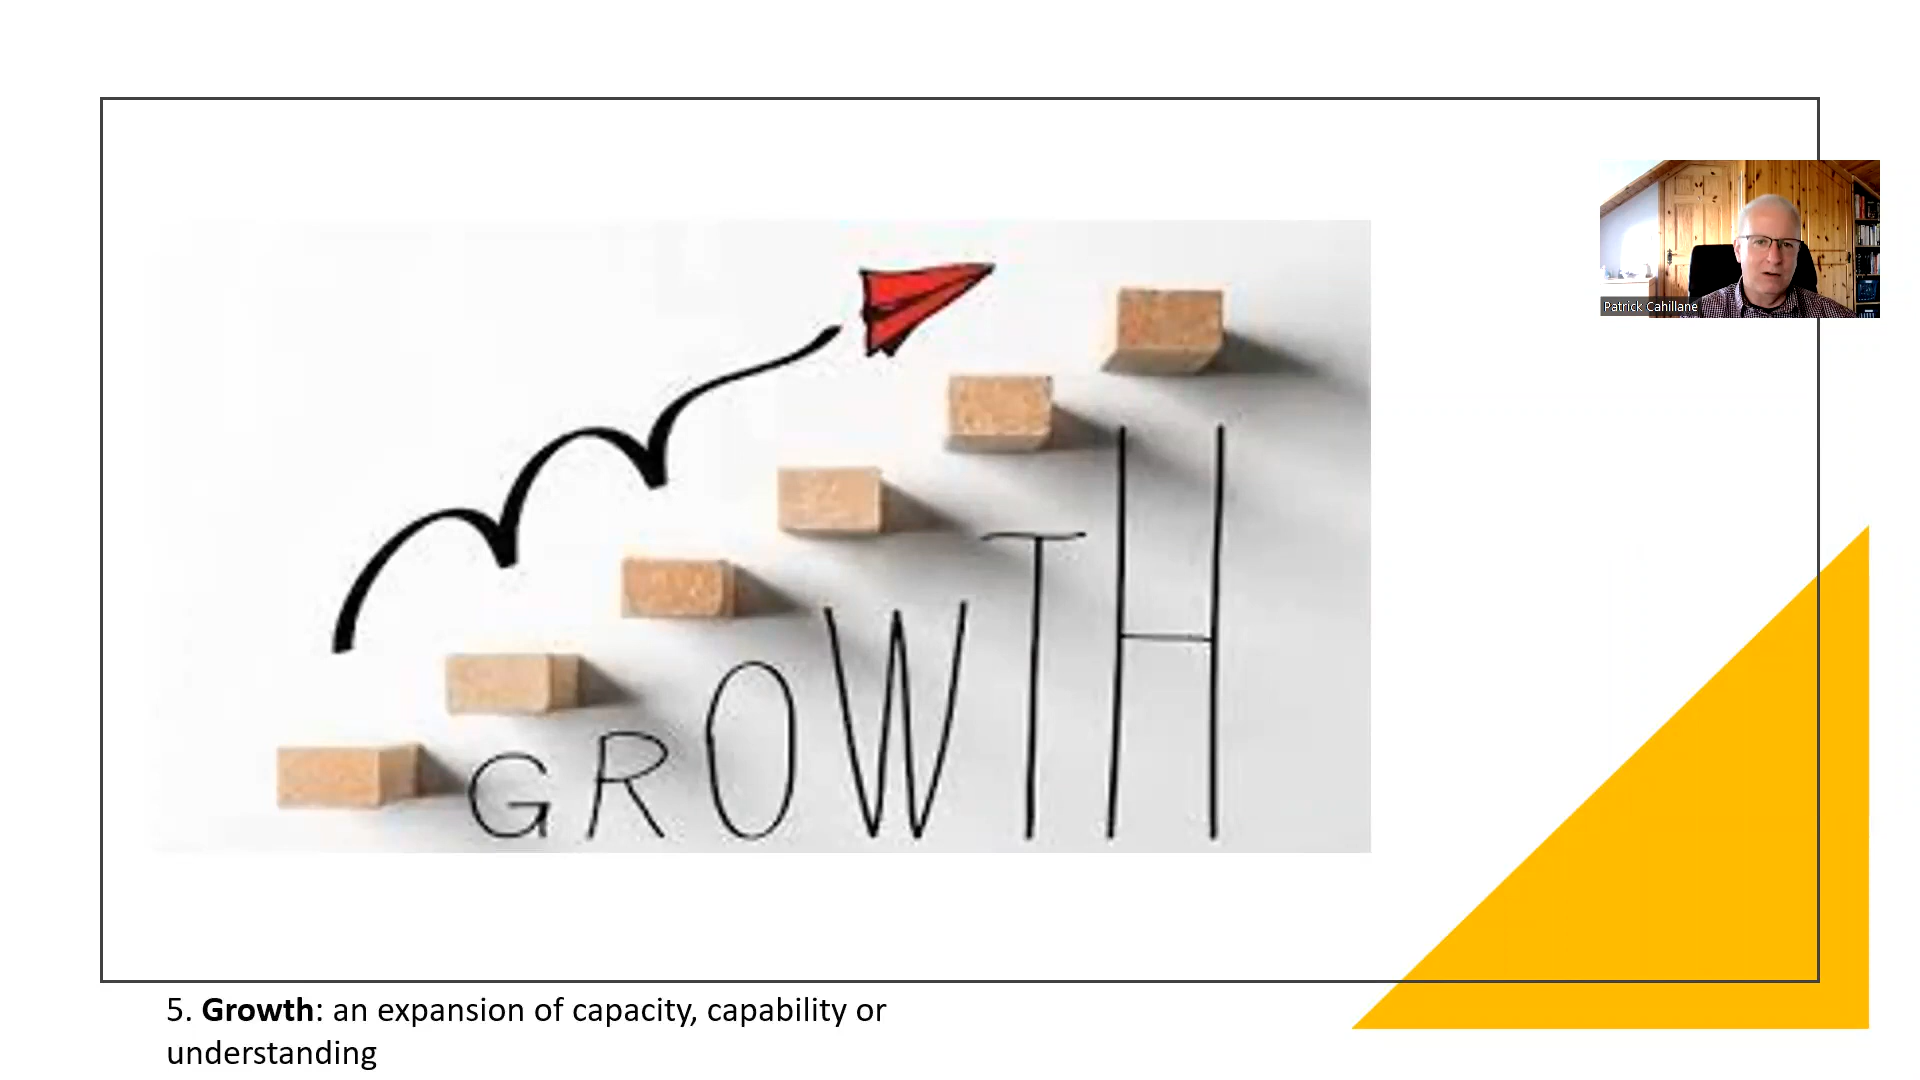 Patrick Cahillane
GROWTH
5. Growth: an expansion of capacity, capability or
understanding